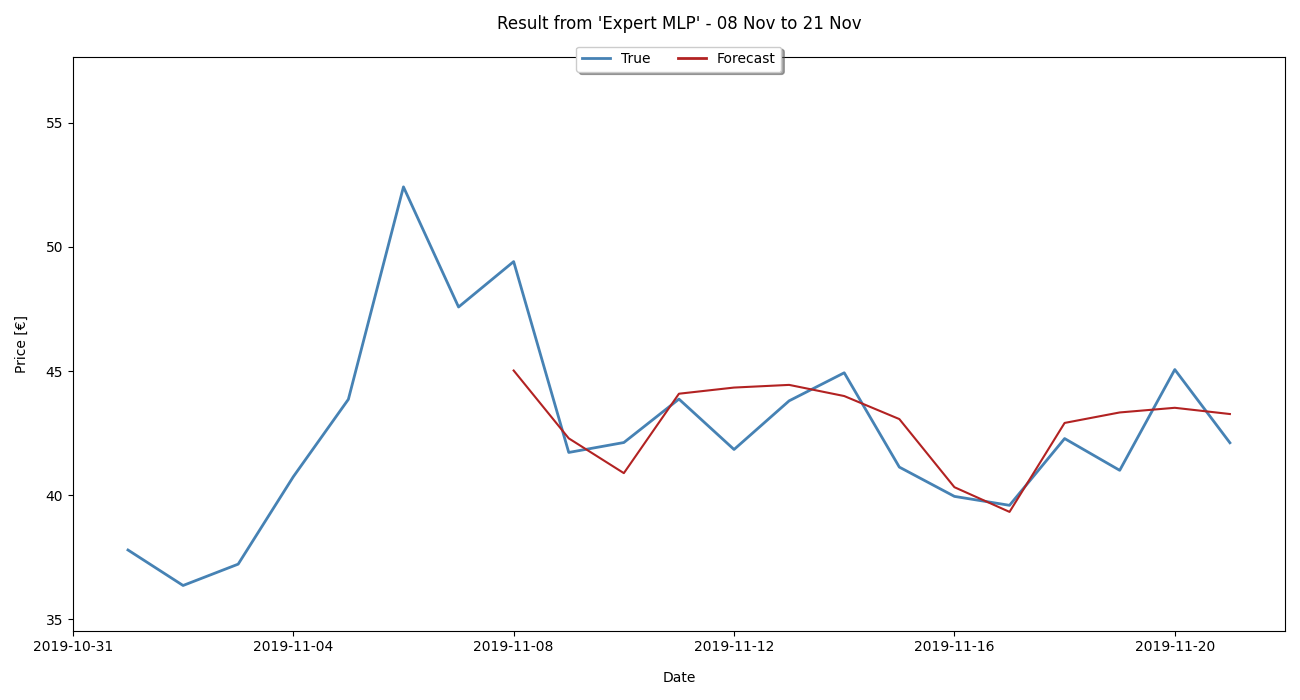 Result from 'Expert MLP' - 08 Nov to 21 Nov
True Forecast
55
50
45
40
35
Price [€]
2019-10-31 2019-11-04 2019-11-08 2019-11-12 2019-11-16 2019-11-20
Date